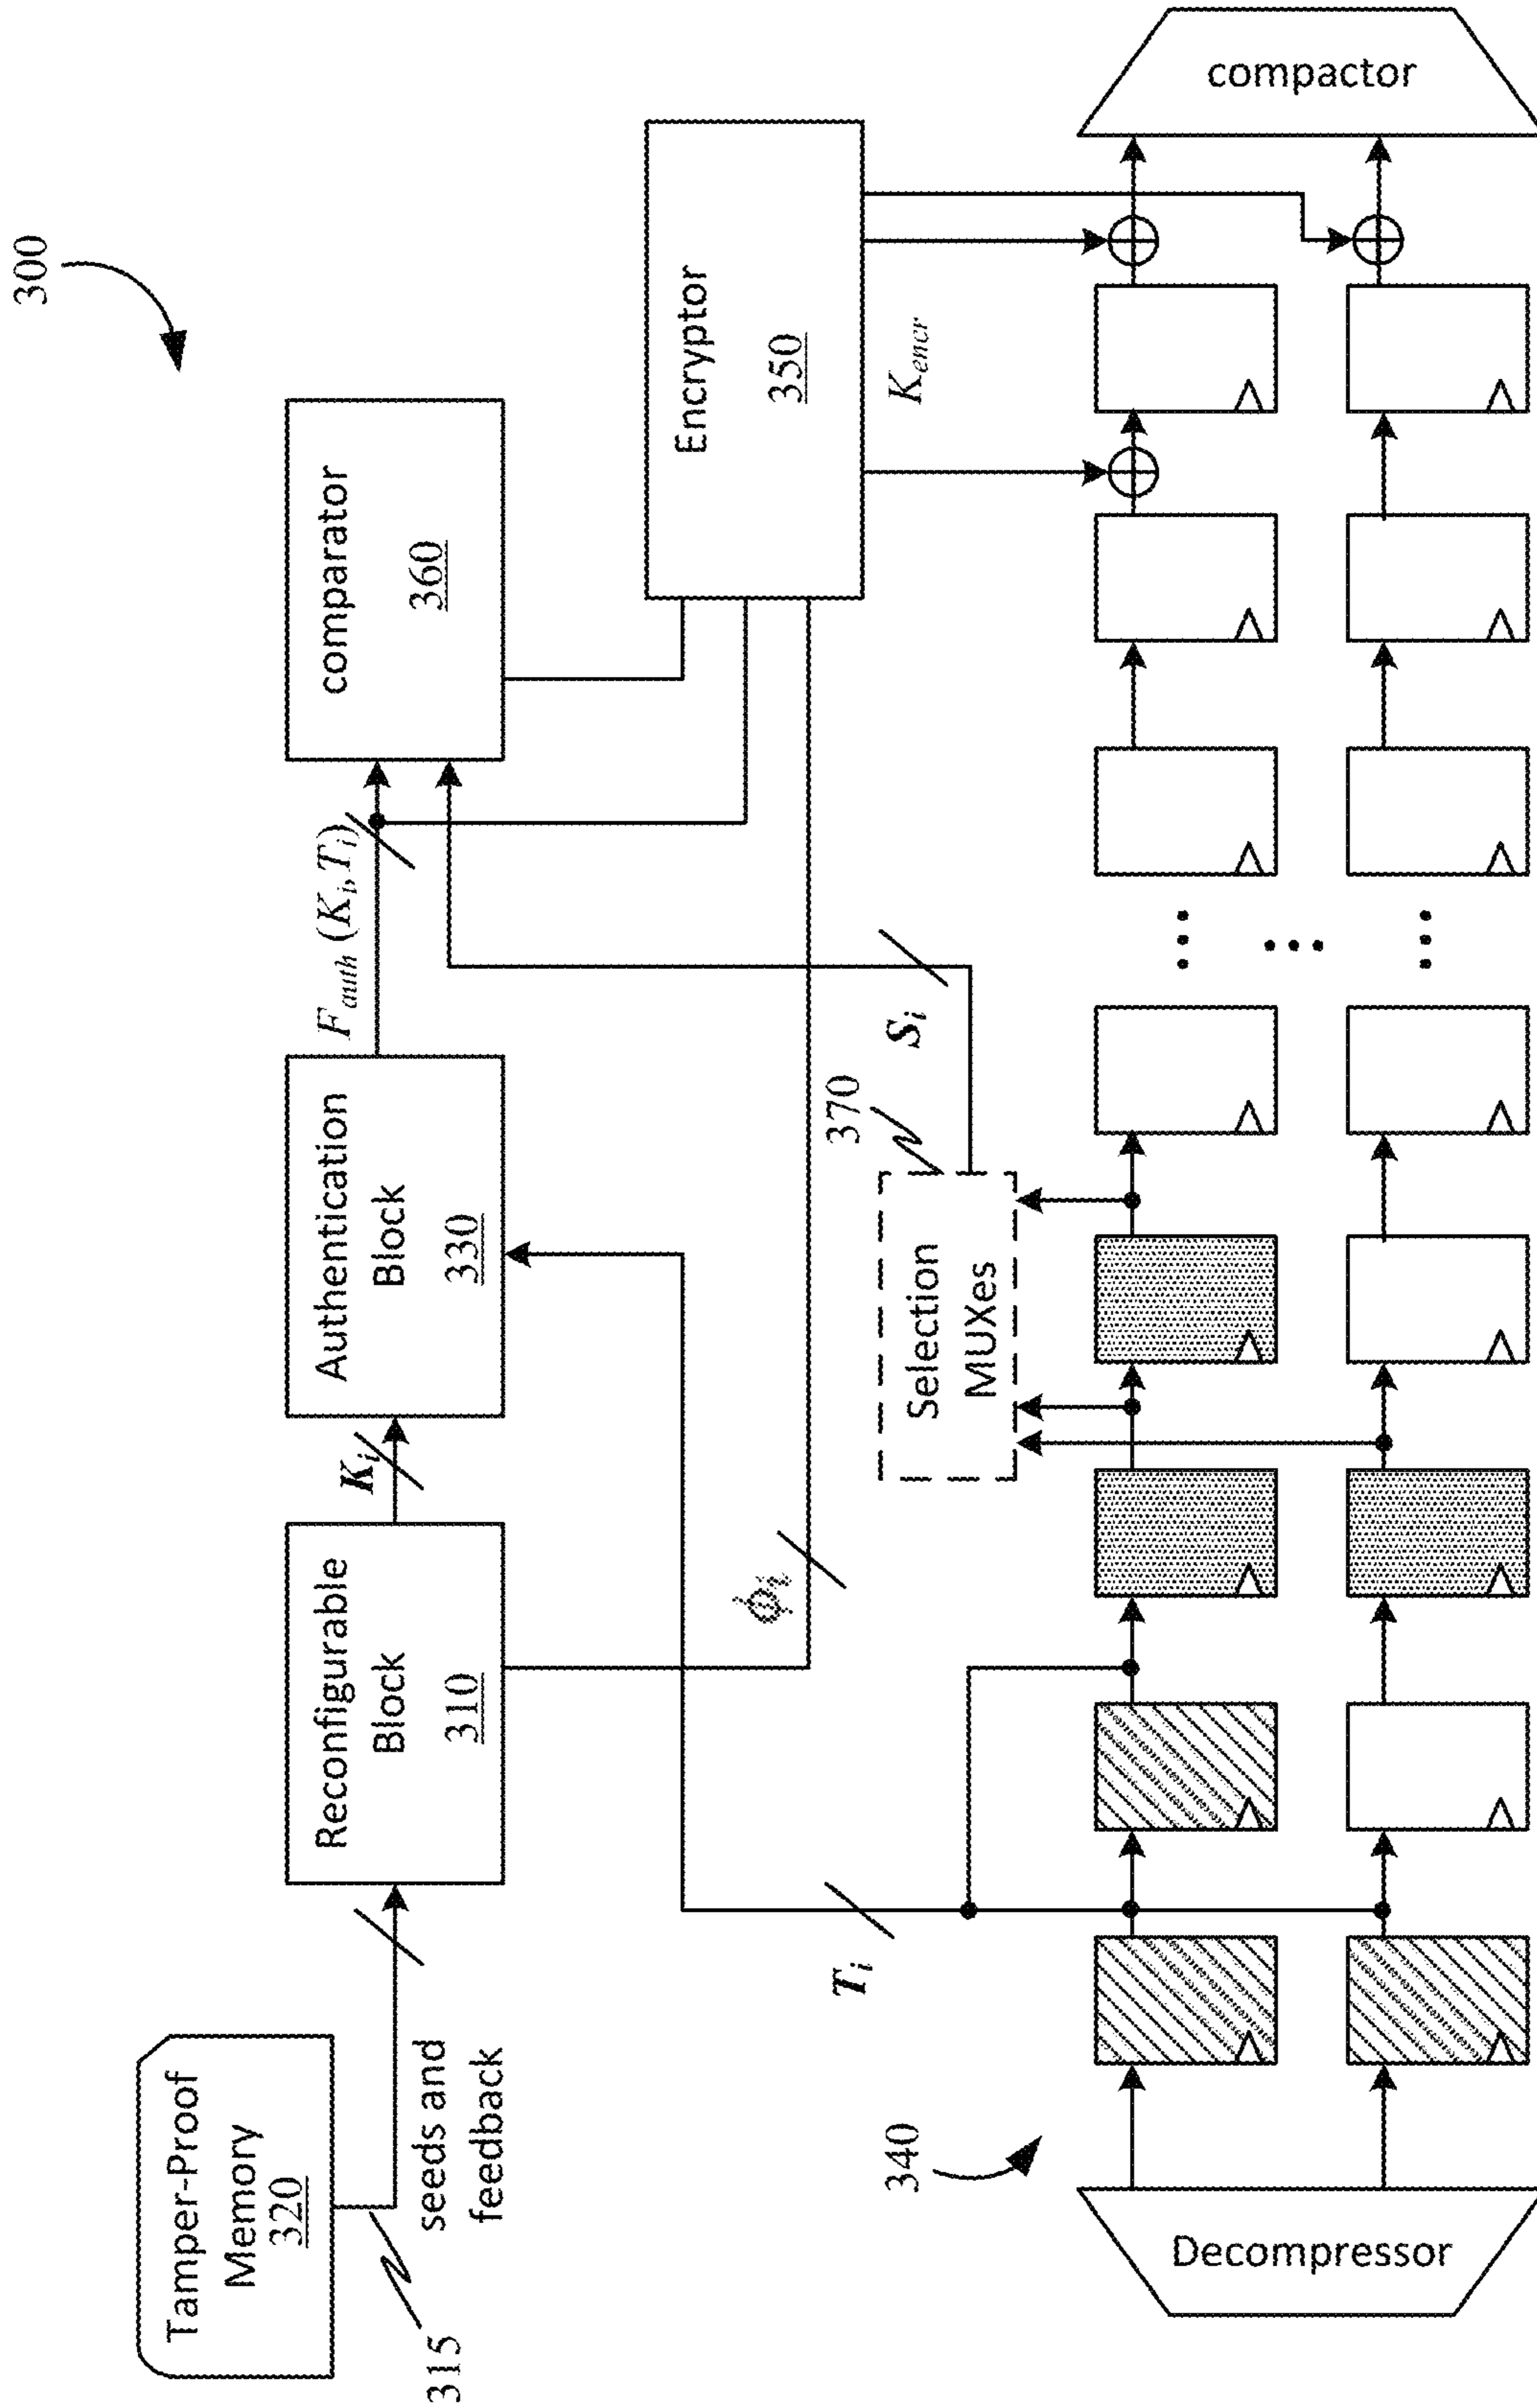 300
Tamper-Proof
Memory
320
315
seeds and
feedback
Reconfigurable
Block
310
K_i
Authentication
Block
330
F_auth (K_i, T_i)
comparator
360
Encryptor
350
K_encr
ϕ_i
T_i
370
S_i
Selection
MUXes
340
Decompressor
compactor